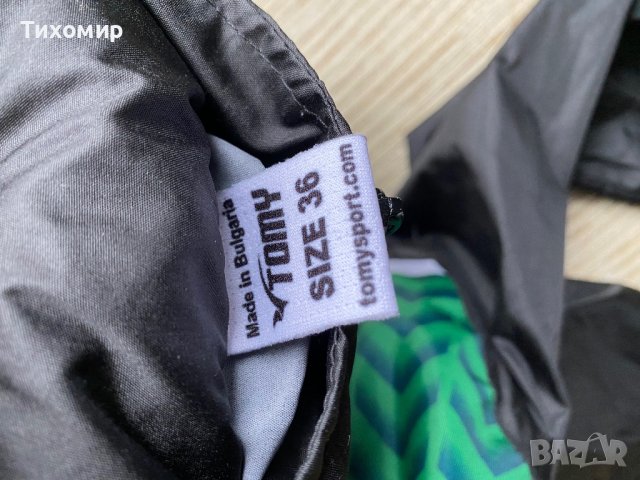 Тихомир
Made in Bulgaria
TOMY
SIZE 36
tomysport.com
BAZAR